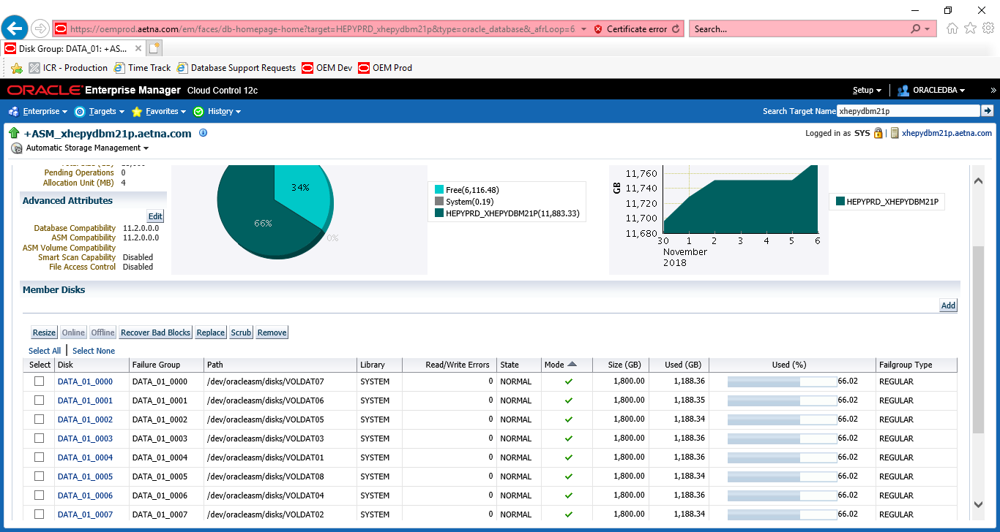 https://oemprod.aetna.com/em/faces/db-homepage-home?target=HEPYPRD_xhepydbm21p&type=oracle_database&_afrLoop=6 Certificate error Search...
Disk Group: DATA_01: +AS...
ICR - Production Time Track Database Support Requests OEM Dev OEM Prod
ORACLE Enterprise Manager Cloud Control 12c Setup ORACLEDBA »
Enterprise Targets Favorites History Search Target Name xhepydbm21p
+ASM_xhepydbm21p.aetna.com Logged in as SYS xhepydbm21p.aetna.com
Automatic Storage Management
Pending Operations 0
Allocation Unit (MB) 4
Advanced Attributes
Edit
Database Compatibility 11.2.0.0.0
ASM Compatibility 11.2.0.0.0
ASM Volume Compatibility
Smart Scan Capability Disabled
File Access Control Disabled
34%
66%
0%
Free(6,116.48)
System(0.19)
HEPYPRD_XHEPYDBM21P(11,883.33)
GB
11,760
11,740
11,720
11,700
11,680
30 1 2 3 4 5 6
November
2018
HEPYPRD_XHEPYDBM21P
Member Disks
Add
Resize Online Offline Recover Bad Blocks Replace Scrub Remove
Select All Select None
Select Disk Failure Group Path Library Read/Write Errors State Mode Size (GB) Used (GB) Used (%) Failgroup Type
DATA_01_0000 DATA_01_0000 /dev/oracleasm/disks/VOLDAT07 SYSTEM 0 NORMAL 1,800.00 1,188.36 66.02 REGULAR
DATA_01_0001 DATA_01_0001 /dev/oracleasm/disks/VOLDAT06 SYSTEM 0 NORMAL 1,800.00 1,188.35 66.02 REGULAR
DATA_01_0002 DATA_01_0002 /dev/oracleasm/disks/VOLDAT05 SYSTEM 0 NORMAL 1,800.00 1,188.34 66.02 REGULAR
DATA_01_0003 DATA_01_0003 /dev/oracleasm/disks/VOLDAT03 SYSTEM 0 NORMAL 1,800.00 1,188.36 66.02 REGULAR
DATA_01_0004 DATA_01_0004 /dev/oracleasm/disks/VOLDAT01 SYSTEM 0 NORMAL 1,800.00 1,188.36 66.02 REGULAR
DATA_01_0005 DATA_01_0005 /dev/oracleasm/disks/VOLDAT08 SYSTEM 0 NORMAL 1,800.00 1,188.34 66.02 REGULAR
DATA_01_0006 DATA_01_0006 /dev/oracleasm/disks/VOLDAT04 SYSTEM 0 NORMAL 1,800.00 1,188.36 66.02 REGULAR
DATA_01_0007 DATA_01_0007 /dev/oracleasm/disks/VOLDAT02 SYSTEM 0 NORMAL 1,800.00 1,188.34 66.02 REGULAR